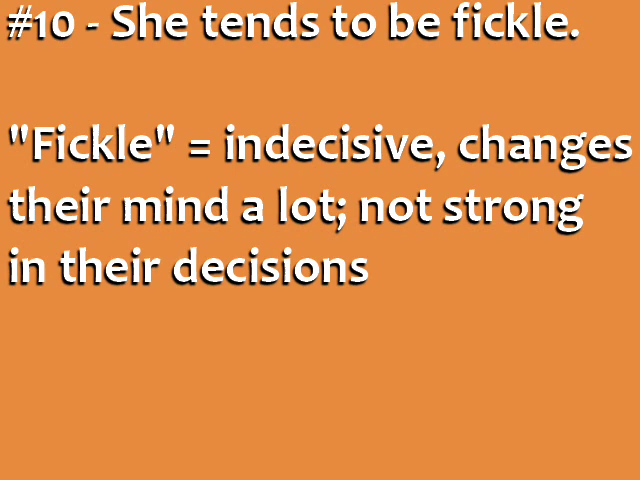 #10 - She tends to be fickle.
"Fickle" = indecisive, changes
their mind a lot; not strong
in their decisions